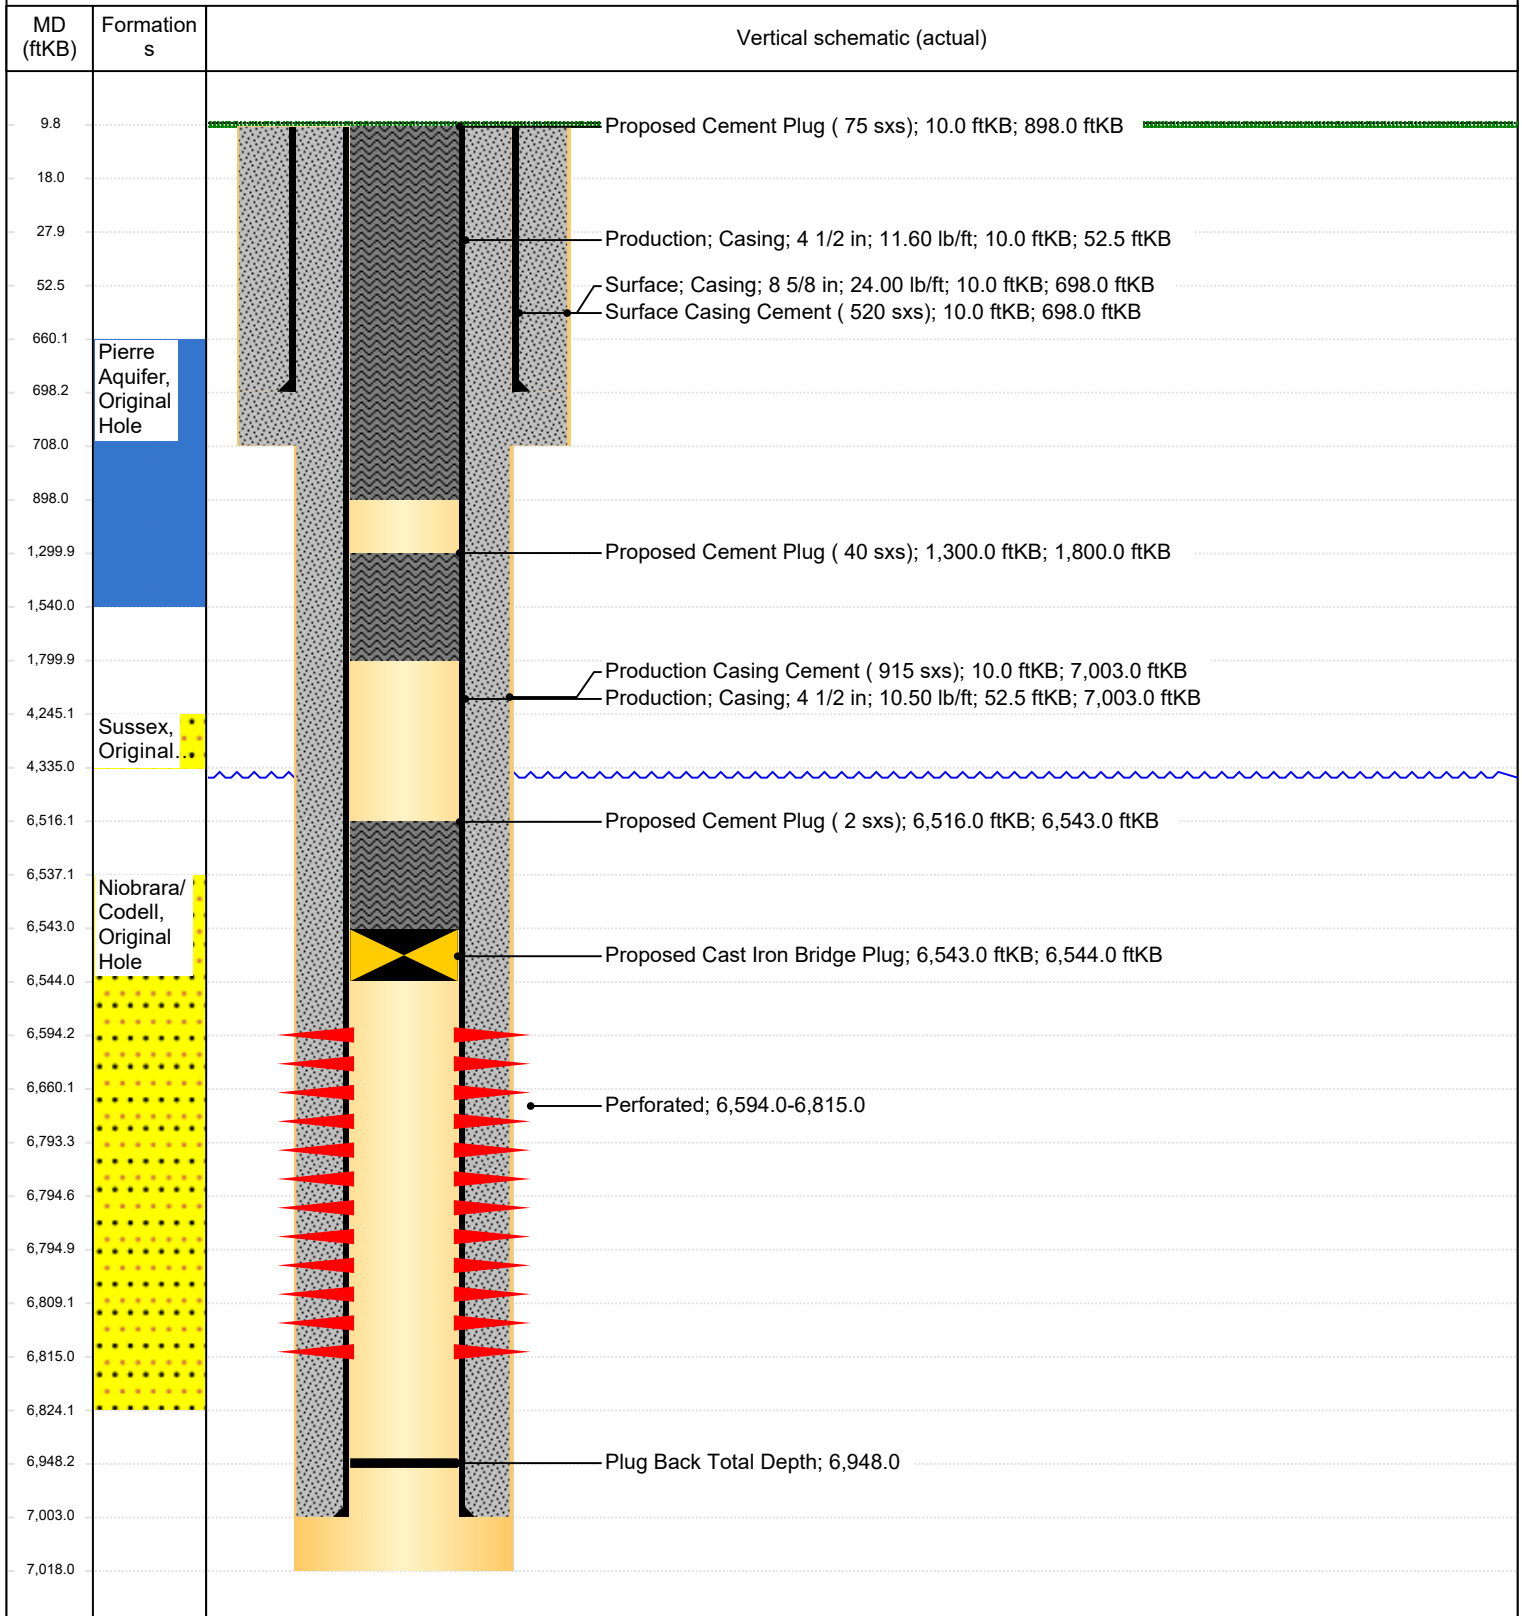 MD
(ftKB)
Formation
s
Vertical schematic (actual)
9.8
Proposed Cement Plug ( 75 sxs); 10.0 ftKB; 898.0 ftKB
18.0
27.9
Production; Casing; 4 1/2 in; 11.60 lb/ft; 10.0 ftKB; 52.5 ftKB
52.5
Surface; Casing; 8 5/8 in; 24.00 lb/ft; 10.0 ftKB; 698.0 ftKB
Surface Casing Cement ( 520 sxs); 10.0 ftKB; 698.0 ftKB
660.1
Pierre
Aquifer,
Original
Hole
698.2
708.0
898.0
1,299.9
Proposed Cement Plug ( 40 sxs); 1,300.0 ftKB; 1,800.0 ftKB
1,540.0
1,799.9
Production Casing Cement ( 915 sxs); 10.0 ftKB; 7,003.0 ftKB
Production; Casing; 4 1/2 in; 10.50 lb/ft; 52.5 ftKB; 7,003.0 ftKB
4,245.1
Sussex,
Original...
4,335.0
6,516.1
Proposed Cement Plug ( 2 sxs); 6,516.0 ftKB; 6,543.0 ftKB
6,537.1
Niobrara/
Codell,
Original
Hole
6,543.0
Proposed Cast Iron Bridge Plug; 6,543.0 ftKB; 6,544.0 ftKB
6,544.0
6,594.2
6,660.1
Perforated; 6,594.0-6,815.0
6,793.3
6,794.6
6,794.9
6,809.1
6,815.0
6,824.1
6,948.2
Plug Back Total Depth; 6,948.0
7,003.0
7,018.0